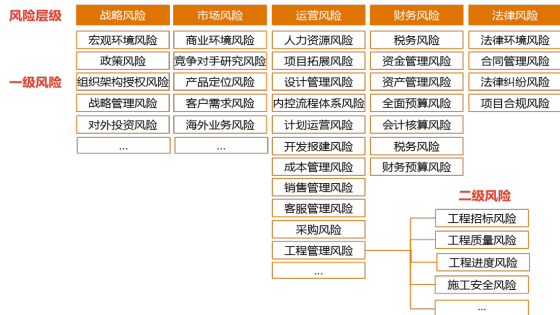 风险层级 战略风险 市场风险 运营风险 财务风险 法律风险
宏观环境风险 商业环境风险 人力资源风险 税务风险 法律环境风险
政策风险 竞争对手研究风险 项目拓展风险 资金管理风险 合同管理风险
一级风险 组织架构授权风险 产品定位风险 设计管理风险 资产管理风险 法律纠纷风险
战略管理风险 客户需求风险 内控流程体系风险 全面预算风险 项目合规风险
对外投资风险 海外业务风险 计划运营风险 会计核算风险
... ... 开发报建风险 税务风险
成本管理风险 财务预算风险
销售管理风险 二级风险
客服管理风险 工程招标风险
采购风险 工程质量风险
工程管理风险 工程进度风险
... 施工安全风险
...